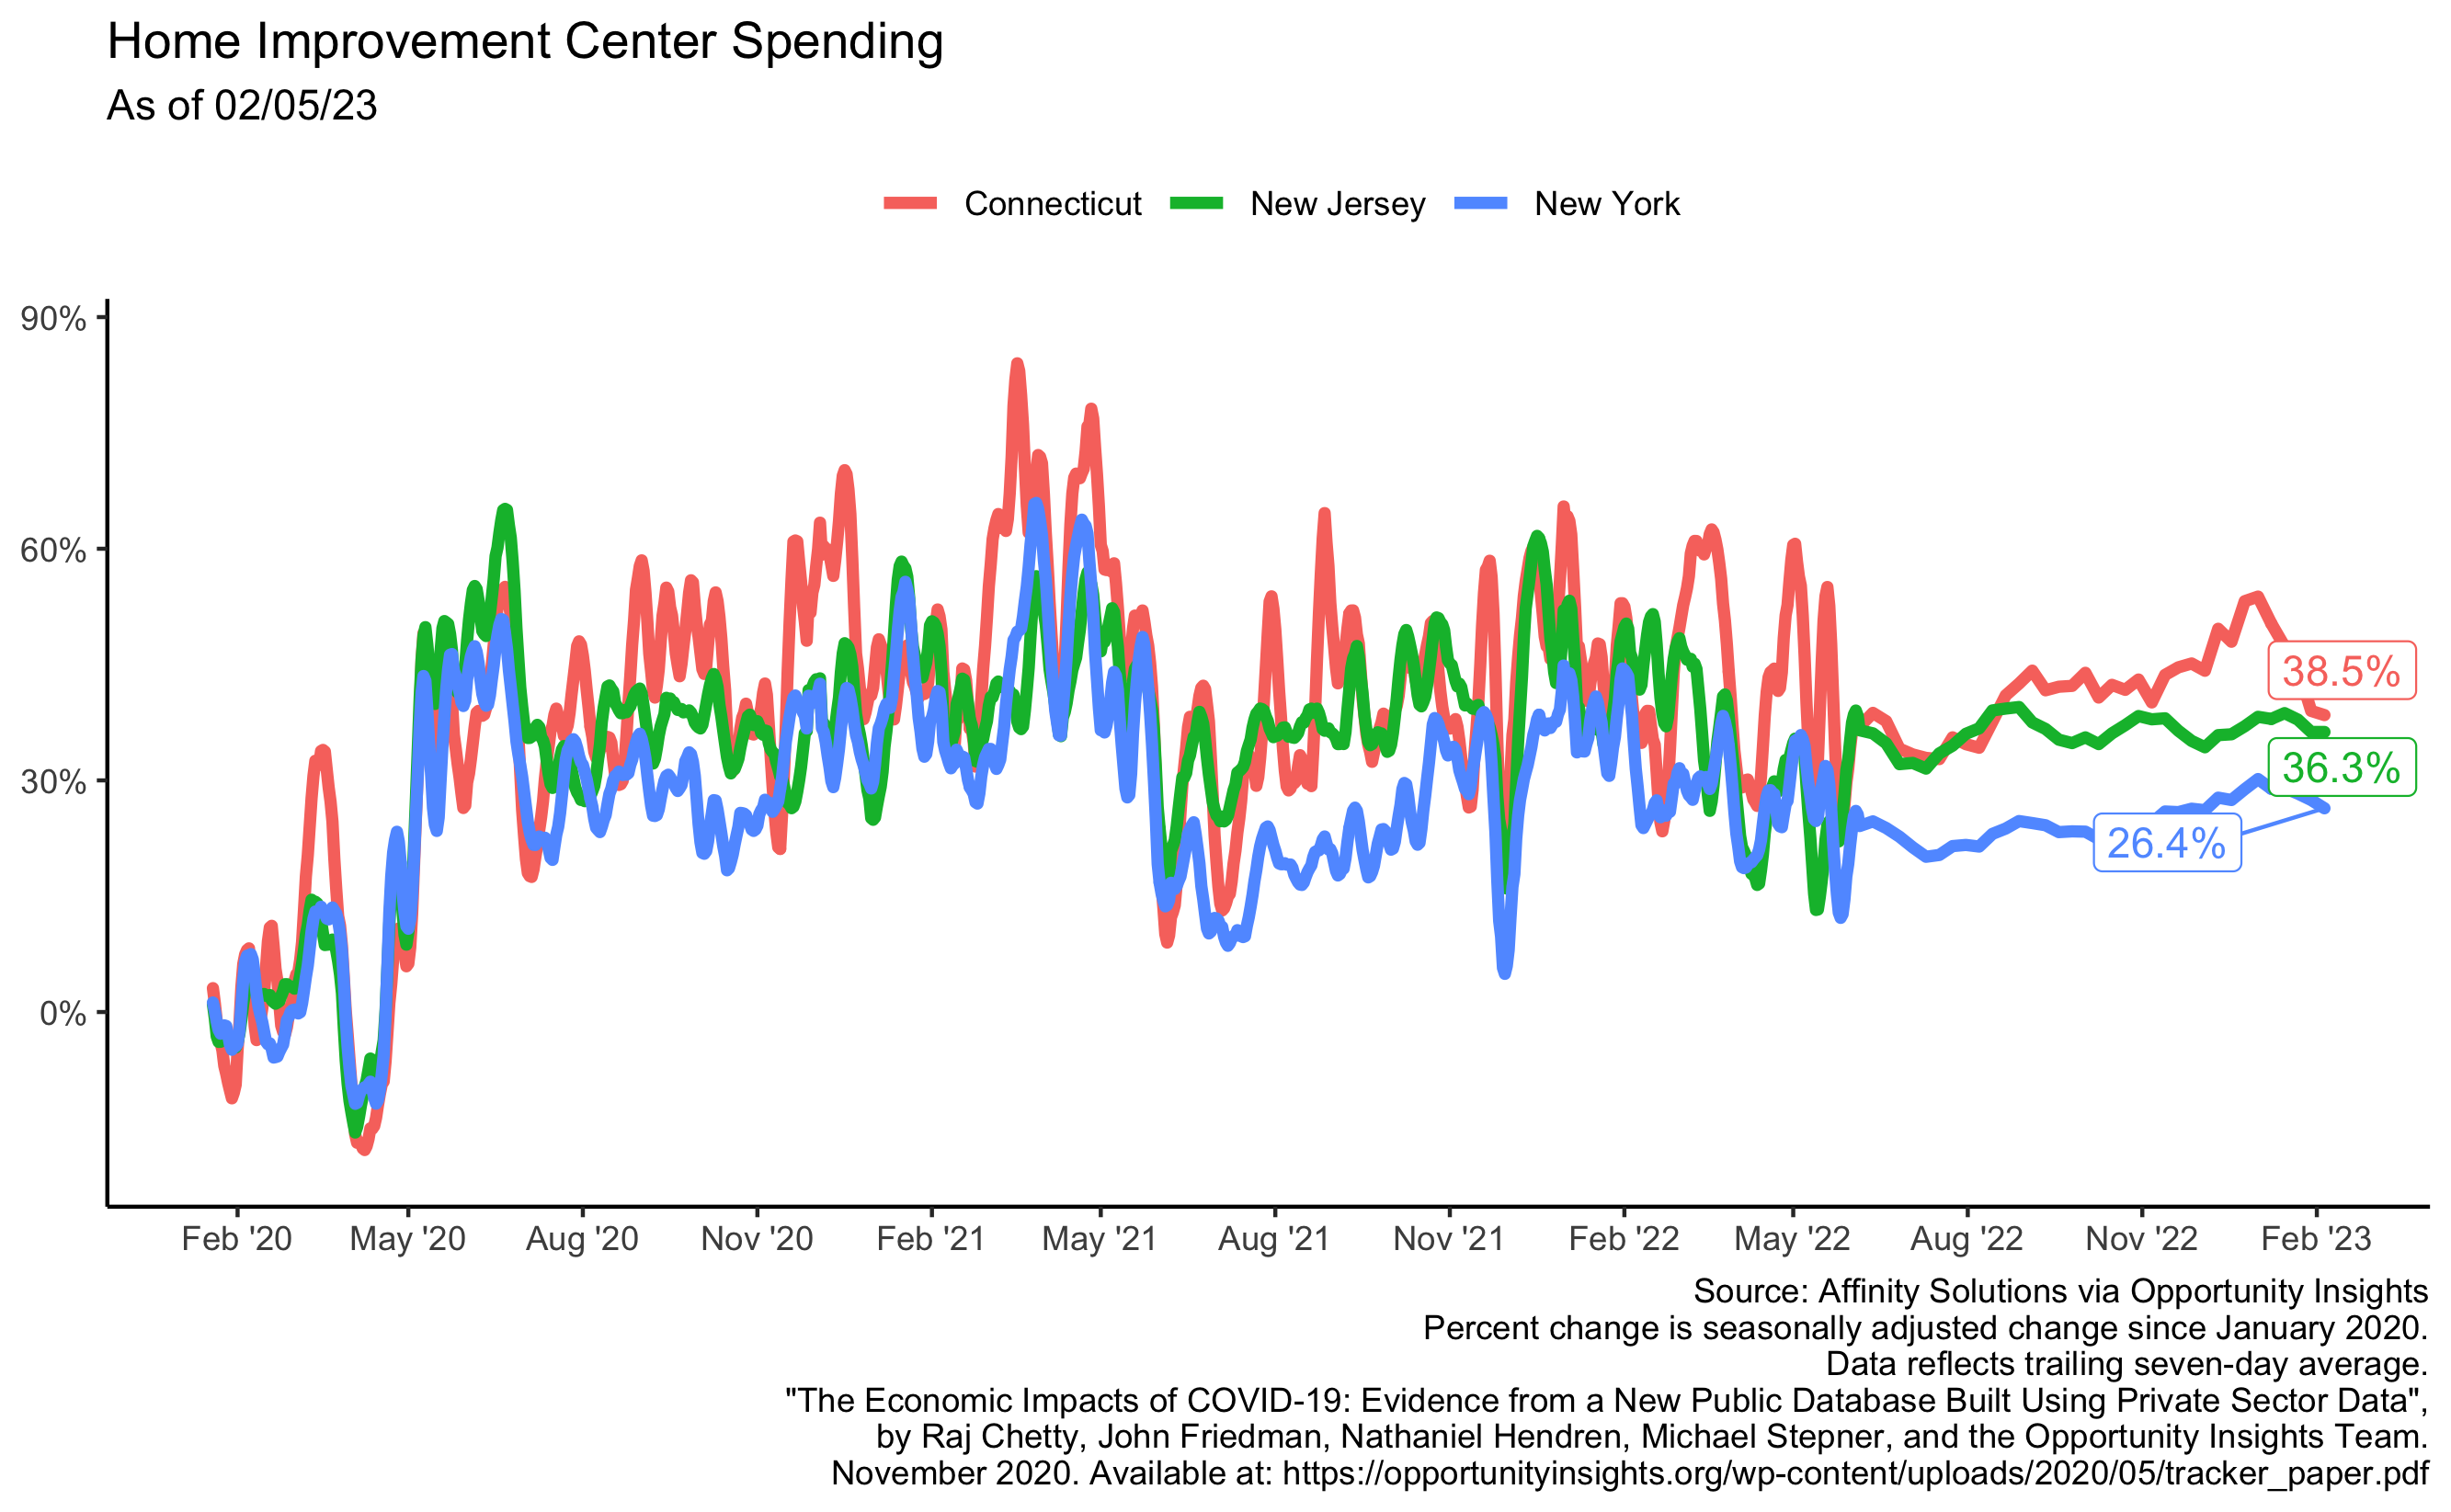 Home Improvement Center Spending
As of 02/05/23
Connecticut New Jersey New York
90%
60%
30%
0%
38.5%
36.3%
26.4%
Feb '20 May '20 Aug '20 Nov '20 Feb '21 May '21 Aug '21 Nov '21 Feb '22 May '22 Aug '22 Nov '22 Feb '23
Source: Affinity Solutions via Opportunity Insights
Percent change is seasonally adjusted change since January 2020.
Data reflects trailing seven-day average.
"The Economic Impacts of COVID-19: Evidence from a New Public Database Built Using Private Sector Data",
by Raj Chetty, John Friedman, Nathaniel Hendren, Michael Stepner, and the Opportunity Insights Team.
November 2020. Available at: https://opportunityinsights.org/wp-content/uploads/2020/05/tracker_paper.pdf